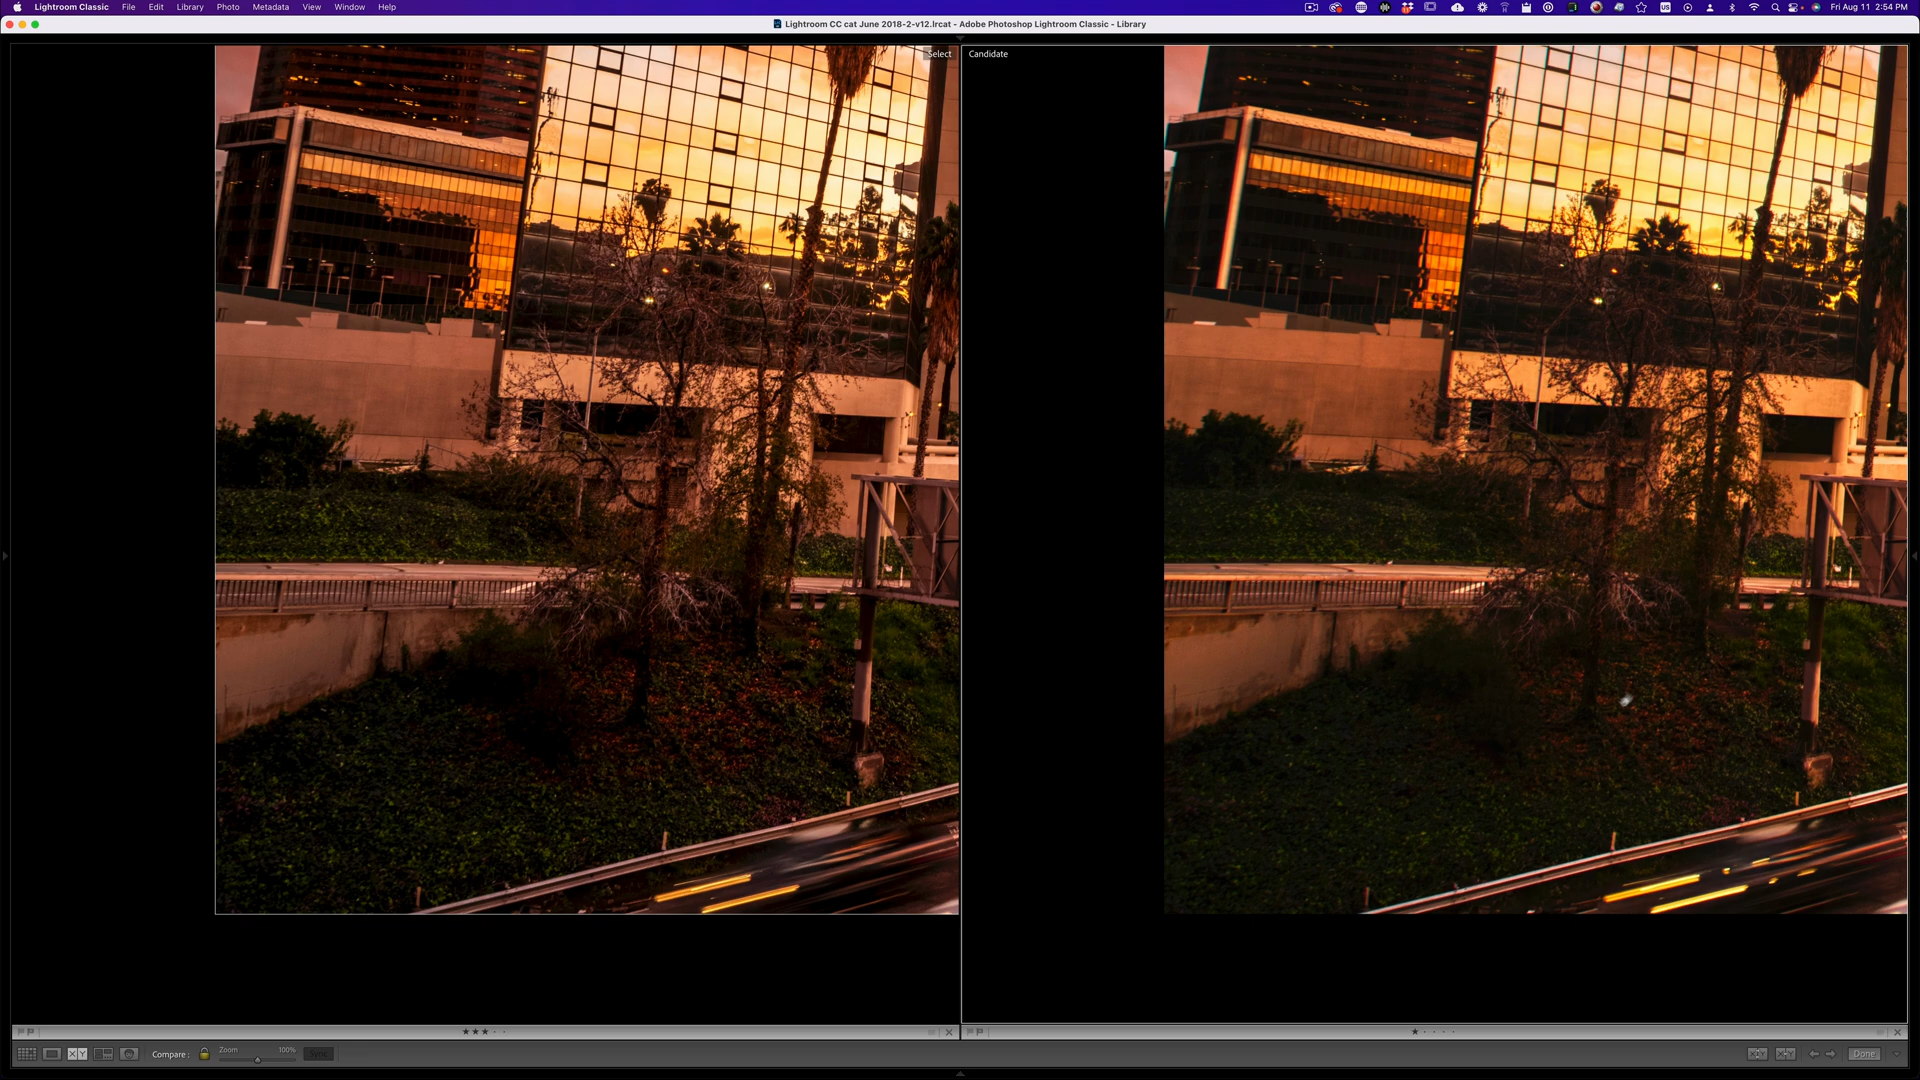 Lightroom Classic File Edit Library Photo Metadata View Window Help Fri Aug 11 2:54 PM
Lightroom CC cat June 2018-2-v12.lrcat - Adobe Photoshop Lightroom Classic - Library
Select
Candidate
Compare : Zoom 100% Sync Done